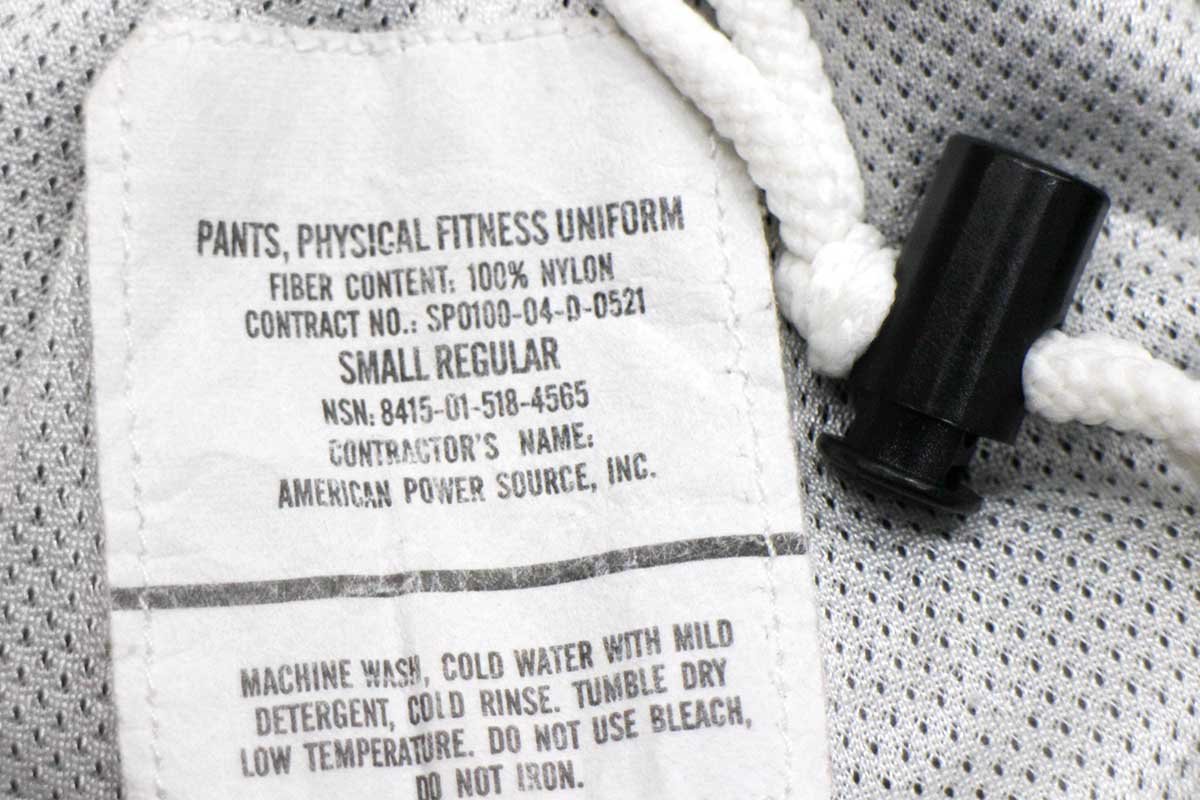 PANTS, PHYSICAL FITNESS UNIFORM
FIBER CONTENT: 100% NYLON
CONTRACT NO.: SP0100-04-D-0521
SMALL REGULAR
NSN: 8415-01-518-4565
CONTRACTOR'S NAME:
AMERICAN POWER SOURCE, INC.
MACHINE WASH, COLD WATER WITH MILD
DETERGENT, COLD RINSE. TUMBLE DRY
LOW TEMPERATURE. DO NOT USE BLEACH,
DO NOT IRON.